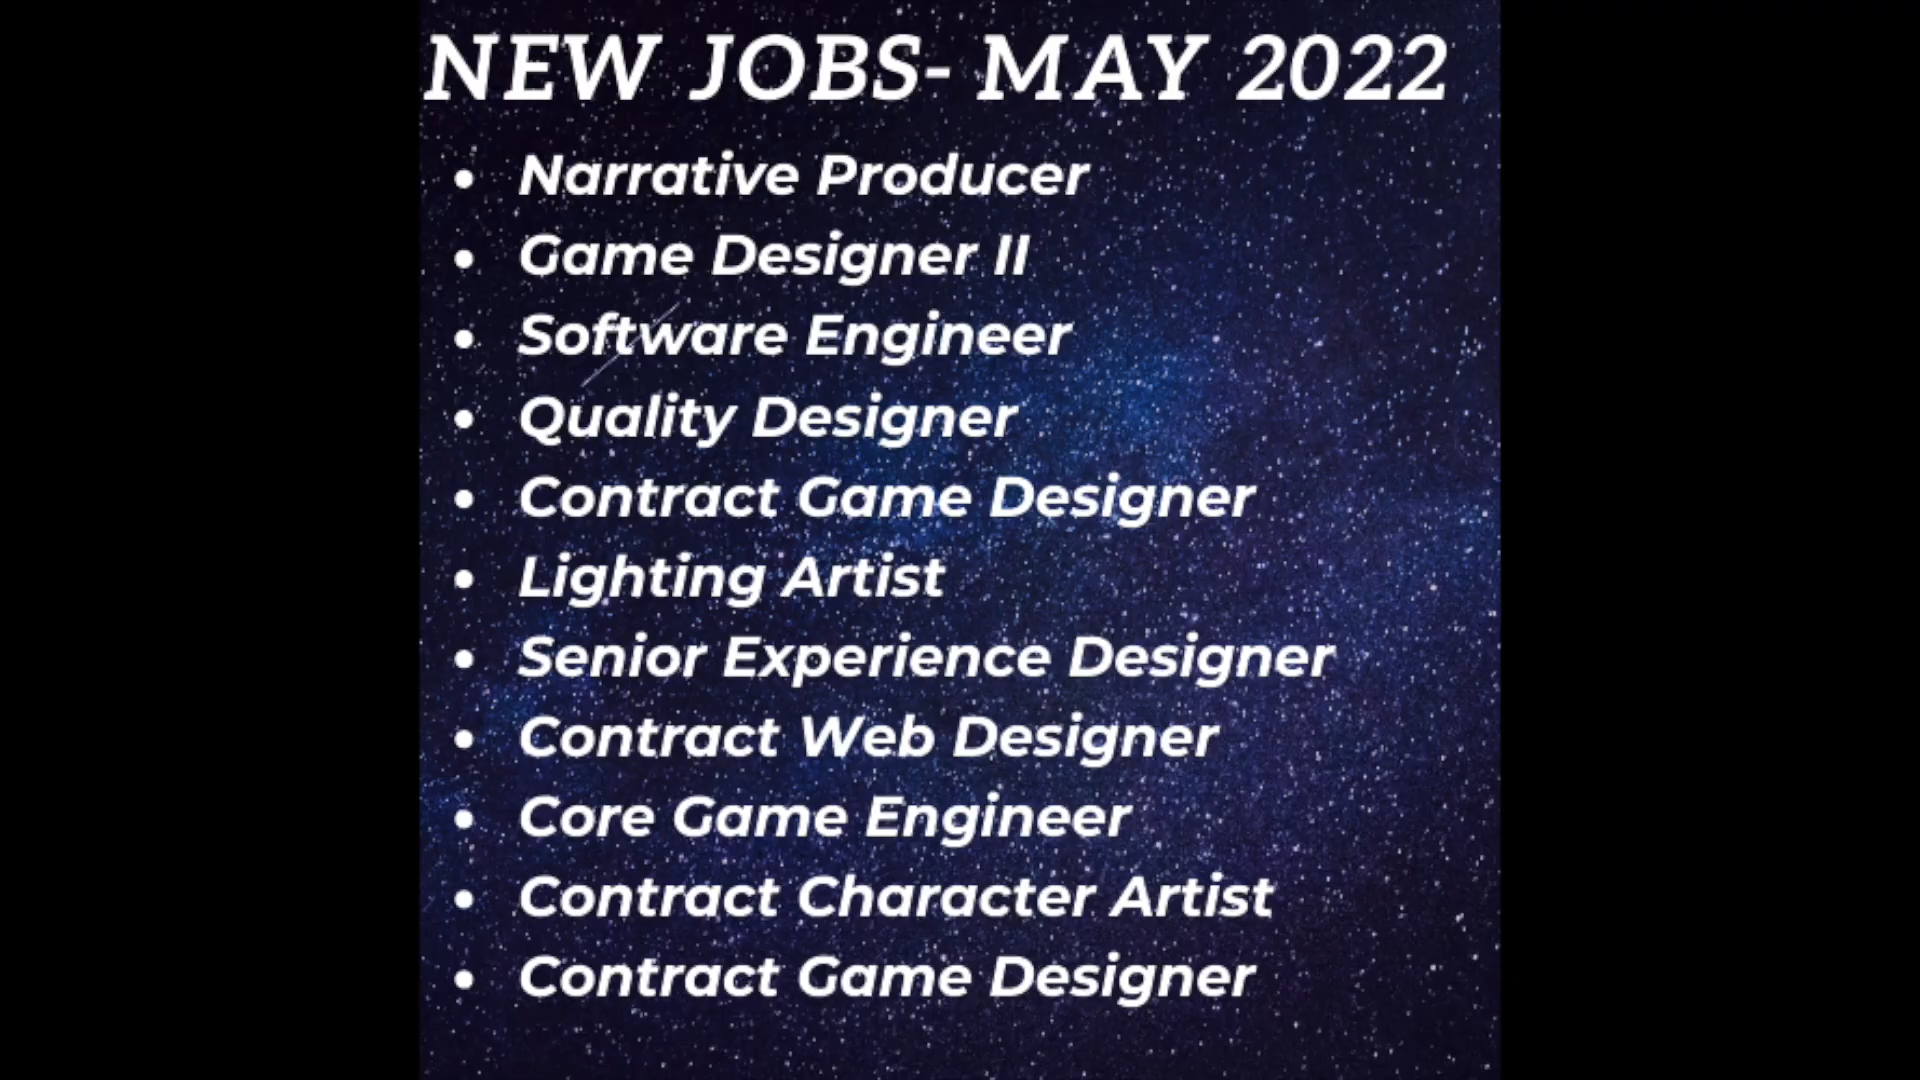 NEW JOBS- MAY 2022
• Narrative Producer
• Game Designer II
• Software Engineer
• Quality Designer
• Contract Game Designer
• Lighting Artist
• Senior Experience Designer
• Contract Web Designer
• Core Game Engineer
• Contract Character Artist
• Contract Game Designer